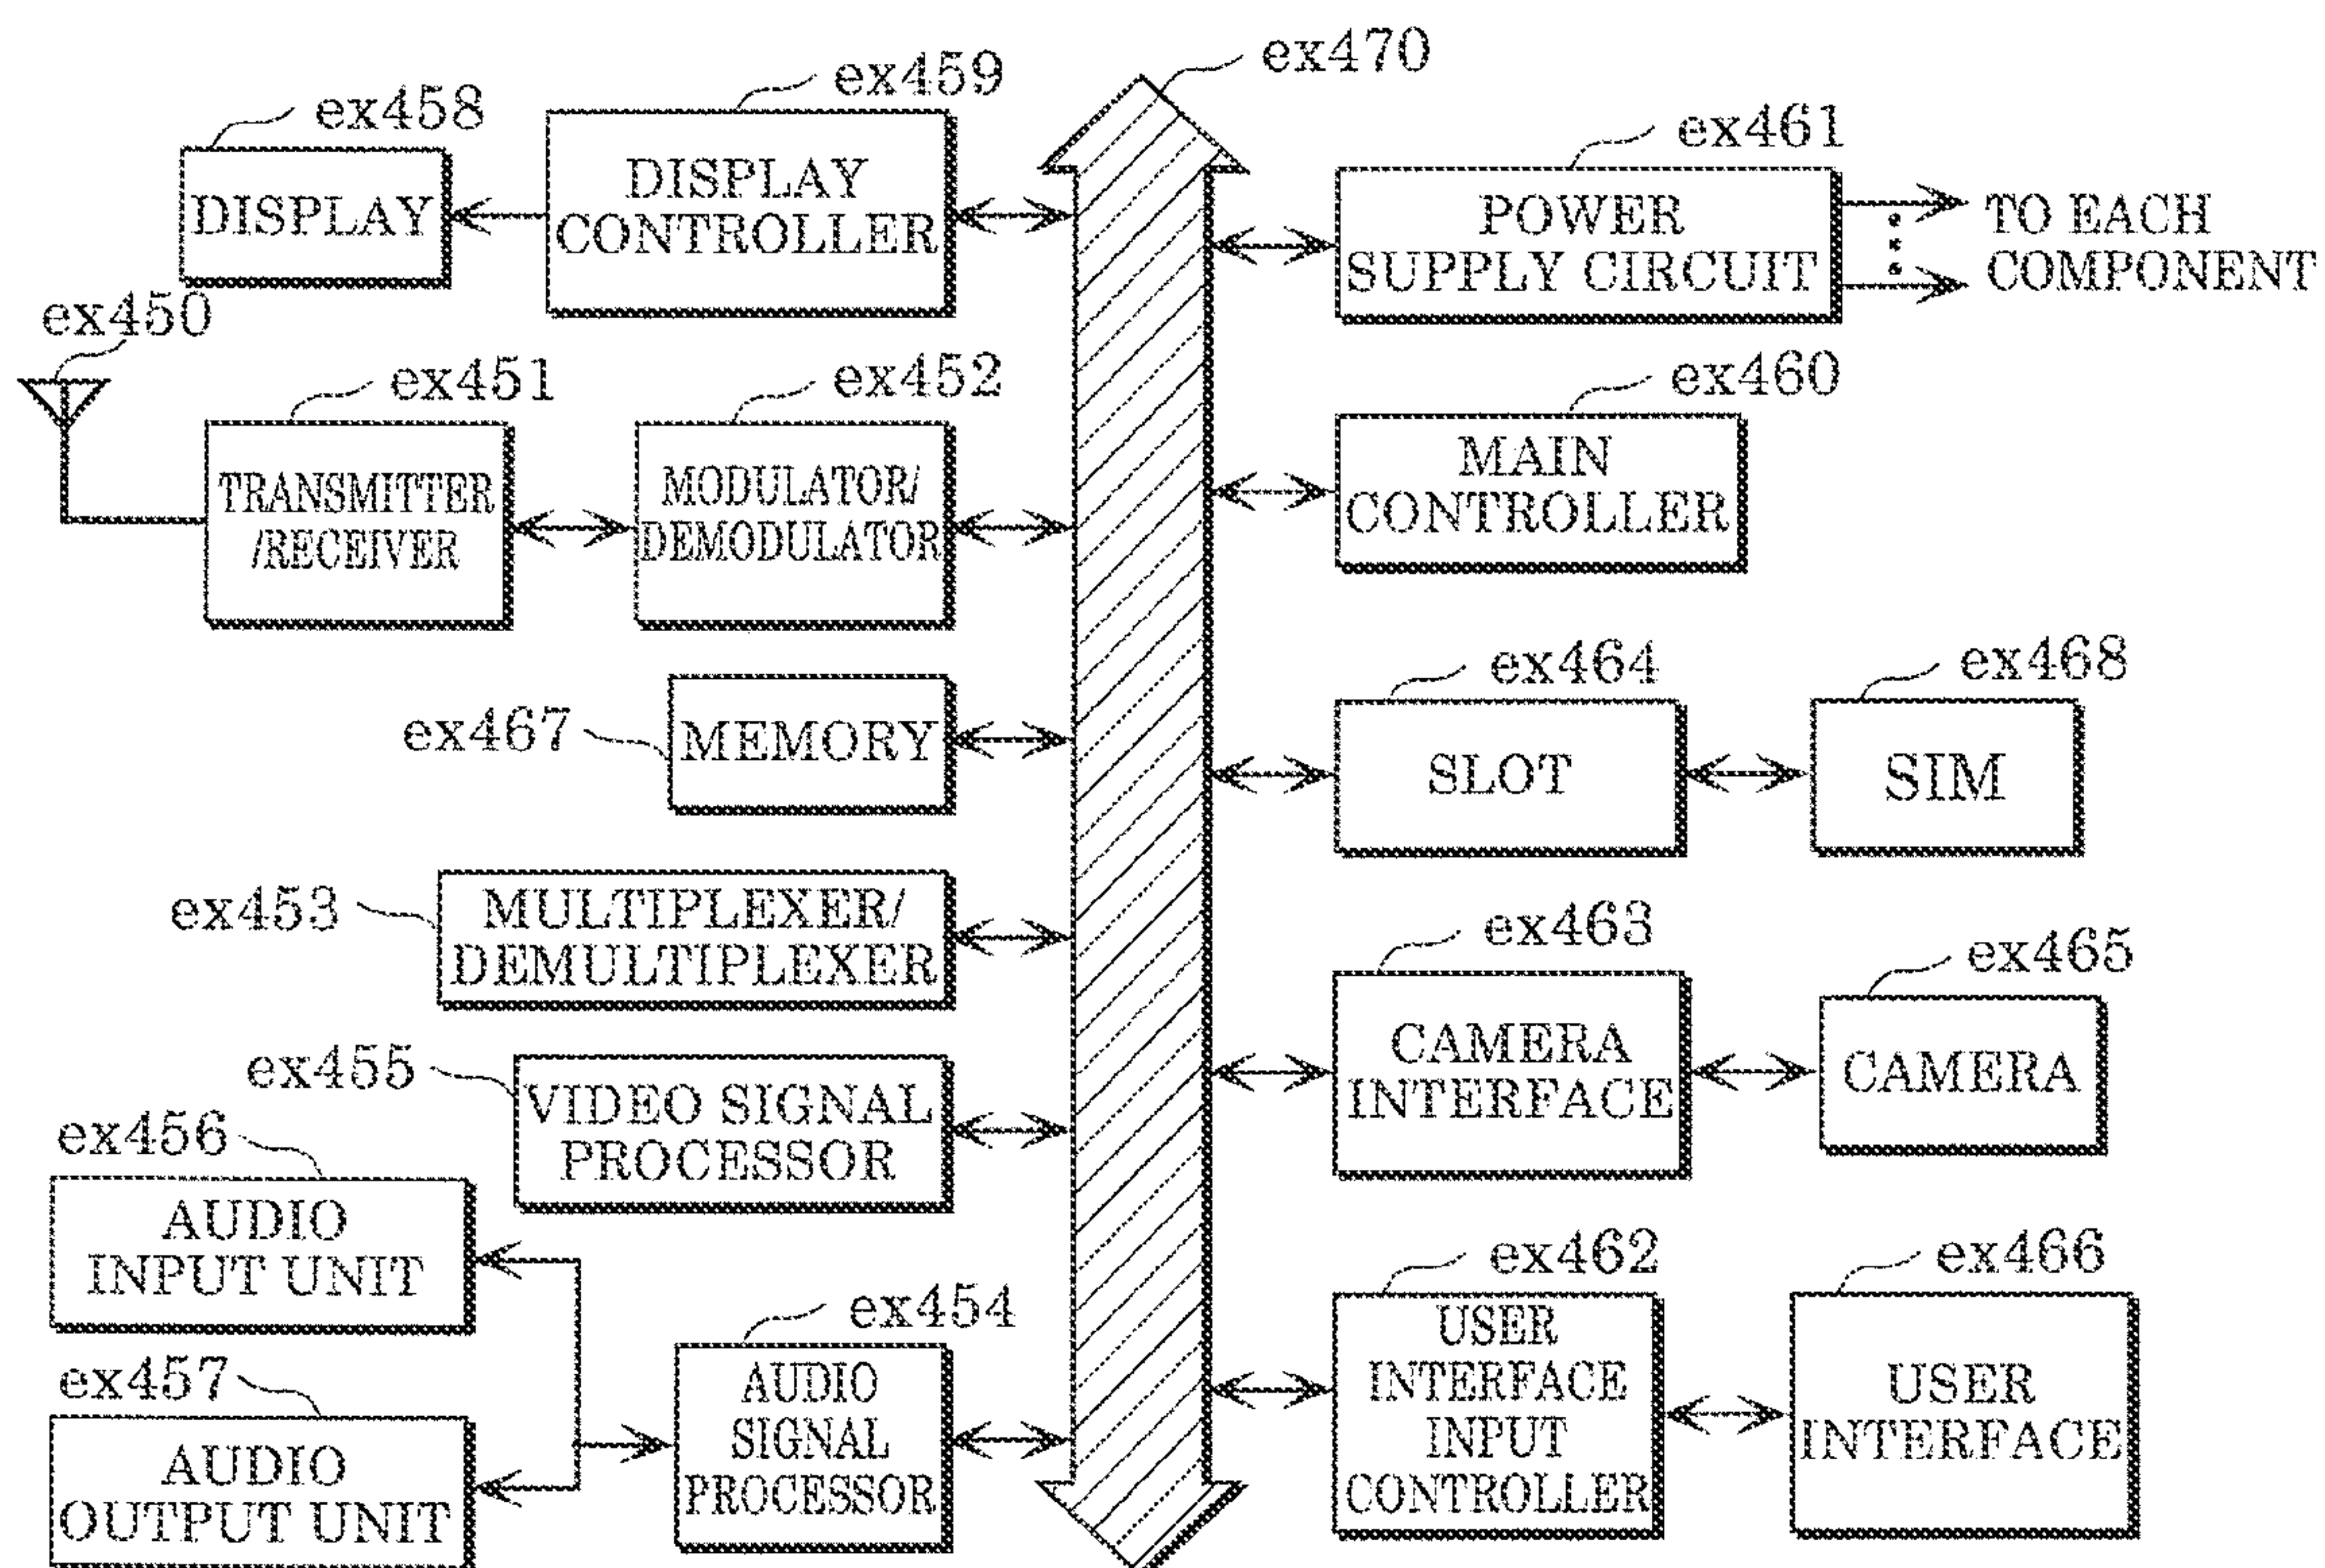 ex470
ex459
ex458
DISPLAY
CONTROLLER
DISPLAY
ex461
POWER
SUPPLY CIRCUIT
TO EACH
COMPONENT
ex450
ex451
TRANSMITTER
/RECEIVER
ex452
MODULATOR/
DEMODULATOR
ex460
MAIN
CONTROLLER
ex467
MEMORY
ex464
SLOT
ex468
SIM
ex453
MULTIPLEXER/
DEMULTIPLEXER
ex463
CAMERA
INTERFACE
ex465
CAMERA
ex455
VIDEO SIGNAL
PROCESSOR
ex456
AUDIO
INPUT UNIT
ex457
AUDIO
OUTPUT UNIT
ex454
AUDIO
SIGNAL
PROCESSOR
ex462
USER
INTERFACE
INPUT
CONTROLLER
ex466
USER
INTERFACE